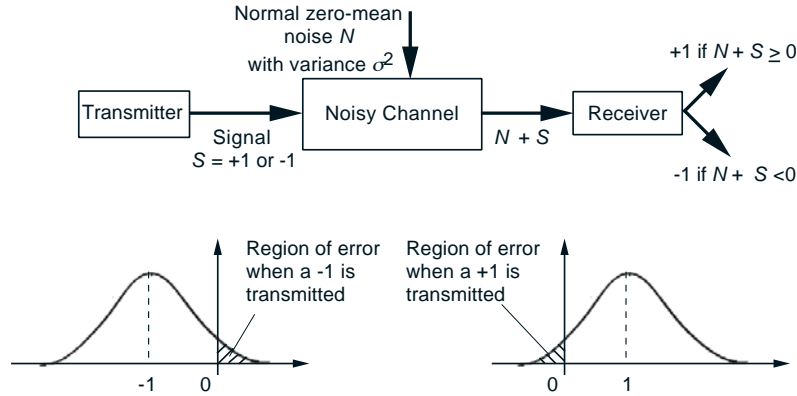 Normal zero-mean
noise N
with variance σ²
Transmitter
Signal
S = +1 or -1
Noisy Channel
N + S
Receiver
+1 if N + S ≥ 0
-1 if N + S <0
Region of error
when a -1 is
transmitted
-1
0
Region of error
when a +1 is
transmitted
0
1